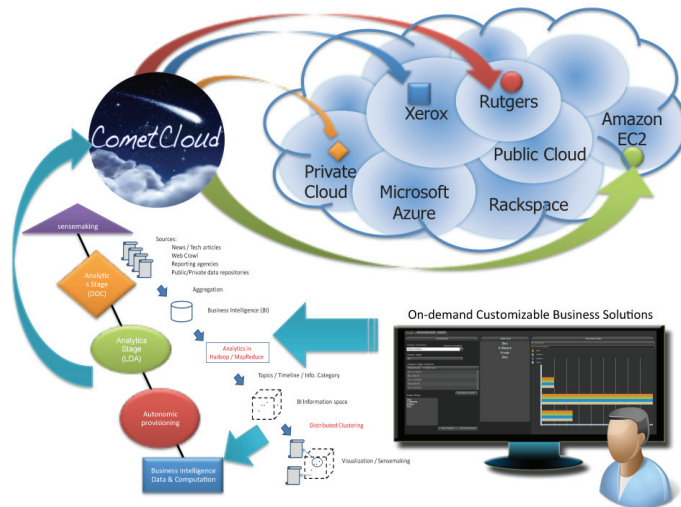 CometCloud
Xerox
Rutgers
Amazon
EC2
Public Cloud
Private
Cloud
Microsoft
Azure
Rackspace
sensemaking
Sources:
News / Tech articles
Web Crawl
Reporting agencies
Public/Private data repositories
Analytic
s Stage
(DOC)
Aggregation
Business Intelligence (BI)
On-demand Customizable Business Solutions
Analytics
Stage
(LDA)
Analytics in
Hadoop / MapReduce
Topics / Timeline / Info. Category
BI Information space
Autonomic
provisioning
Distributed Clustering
Visualization / Sensemaking
Business Intelligence
Data & Computation